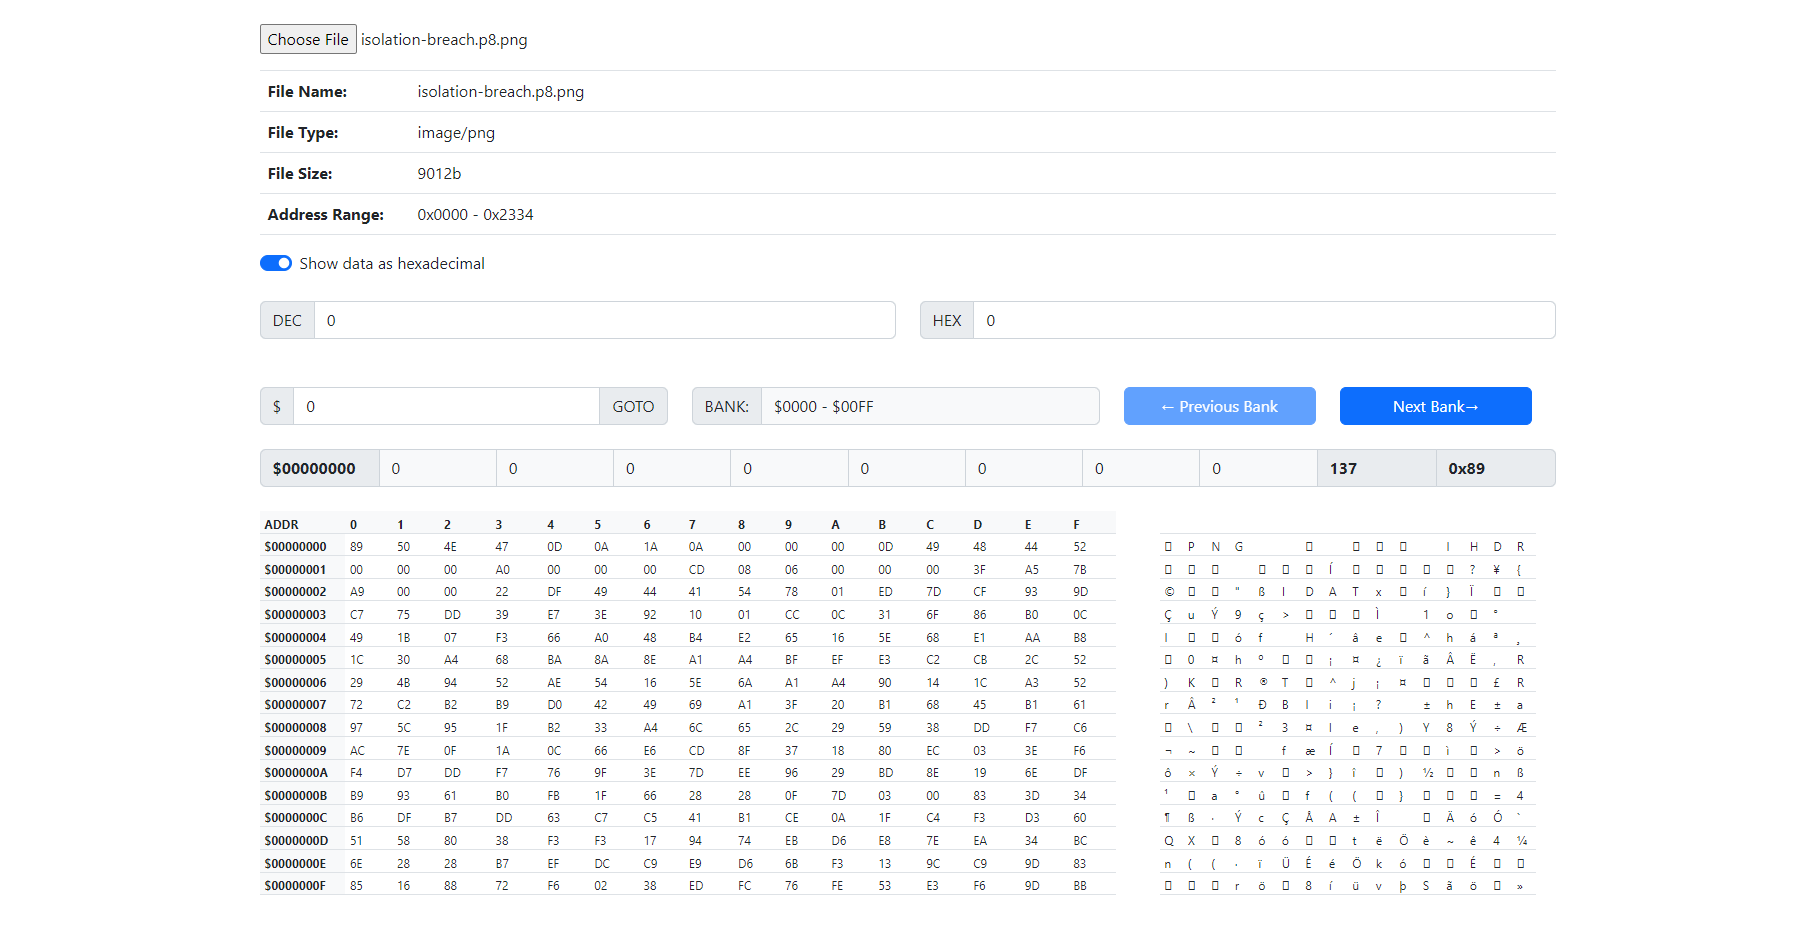 Choose File isolation-breach.p8.png
File Name: isolation-breach.p8.png
File Type: image/png
File Size: 9012b
Address Range: 0x0000 - 0x2334
Show data as hexadecimal
DEC 0 HEX 0
$ 0 GOTO BANK: $0000 - $00FF ← Previous Bank Next Bank→
$00000000 0 0 0 0 0 0 0 0 137 0x89
ADDR 0 1 2 3 4 5 6 7 8 9 A B C D E F
$00000000 89 50 4E 47 0D 0A 1A 0A 00 00 00 0D 49 48 44 52 P N G I H D R
$00000001 00 00 00 A0 00 00 00 CD 08 06 00 00 00 3F A5 7B Í ? ¥ {
$00000002 A9 00 00 22 DF 49 44 41 54 78 01 ED 7D CF 93 9D © " ß I D A T x í } Ï
$00000003 C7 75 DD 39 E7 3E 92 10 01 CC 0C 31 6F 86 B0 0C Ç u Ý 9 ç > Ì 1 o °
$00000004 49 1B 07 F3 66 A0 48 B4 E2 65 16 5E 68 E1 AA B8 I ó f H ´ â e ^ h á ª ¸
$00000005 1C 30 A4 68 BA 8A 8E A1 A4 BF EF E3 C2 CB 2C 52 0 ¤ h º ¡ ¤ ¿ ï ã Â Ë , R
$00000006 29 4B 94 52 AE 54 16 5E 6A A1 A4 90 14 1C A3 52 ) K R ® T ^ j ¡ ¤ £ R
$00000007 72 C2 B2 B9 D0 42 49 69 A1 3F 20 B1 68 45 B1 61 r Â ² ¹ Ð B I i ¡ ? ± h E ± a
$00000008 97 5C 95 1F B2 33 A4 6C 65 2C 29 59 38 DD F7 C6 \ ² 3 ¤ l e , ) Y 8 Ý ÷ Æ
$00000009 AC 7E 0F 1A 0C 66 E6 CD 8F 37 18 80 EC 03 3E F6 ¬ ~ f æ Í 7 ì > ö
$0000000A F4 D7 DD F7 76 9F 3E 7D EE 96 29 BD 8E 19 6E DF ô × Ý ÷ v > } î ) ½ n ß
$0000000B B9 93 61 B0 FB 1F 66 28 28 0F 7D 03 00 83 3D 34 ¹ a ° û f ( ( } = 4
$0000000C B6 DF B7 DD 63 C7 C5 41 B1 CE 0A 1F C4 F3 D3 60 ¶ ß · Ý c Ç Å A ± Î Ä ó Ó `
$0000000D 51 58 80 38 F3 F3 17 94 74 EB D6 E8 7E EA 34 BC Q X 8 ó ó t ë Ö è ~ ê 4 ¼
$0000000E 6E 28 28 B7 EF DC C9 E9 D6 6B F3 13 9C C9 9D 83 n ( ( · ï Ü É é Ö k ó É
$0000000F 85 16 88 72 F6 02 38 ED FC 76 FE 53 E3 F6 9D BB r ö 8 í ü v þ S ã ö »